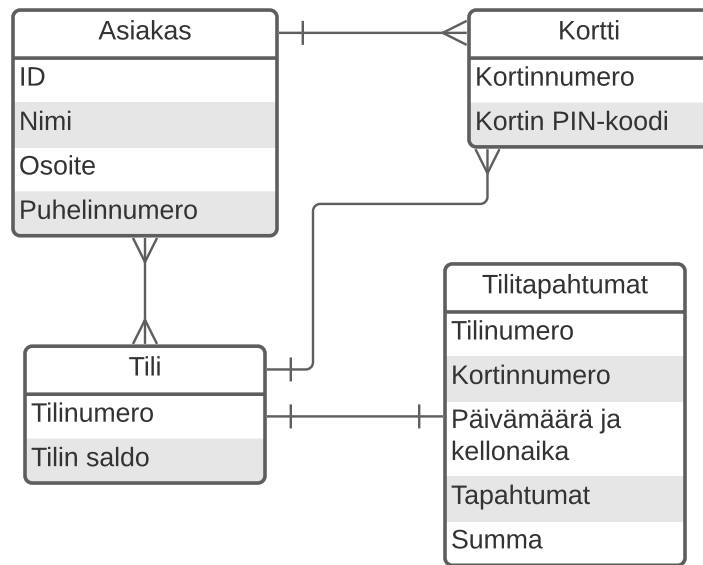 Asiakas
ID
Nimi
Osoite
Puhelinnumero
Kortti
Kortinnumero
Kortin PIN-koodi
Tili
Tilinumero
Tilin saldo
Tilitapahtumat
Tilinumero
Kortinnumero
Päivämäärä ja
kellonaika
Tapahtumat
Summa